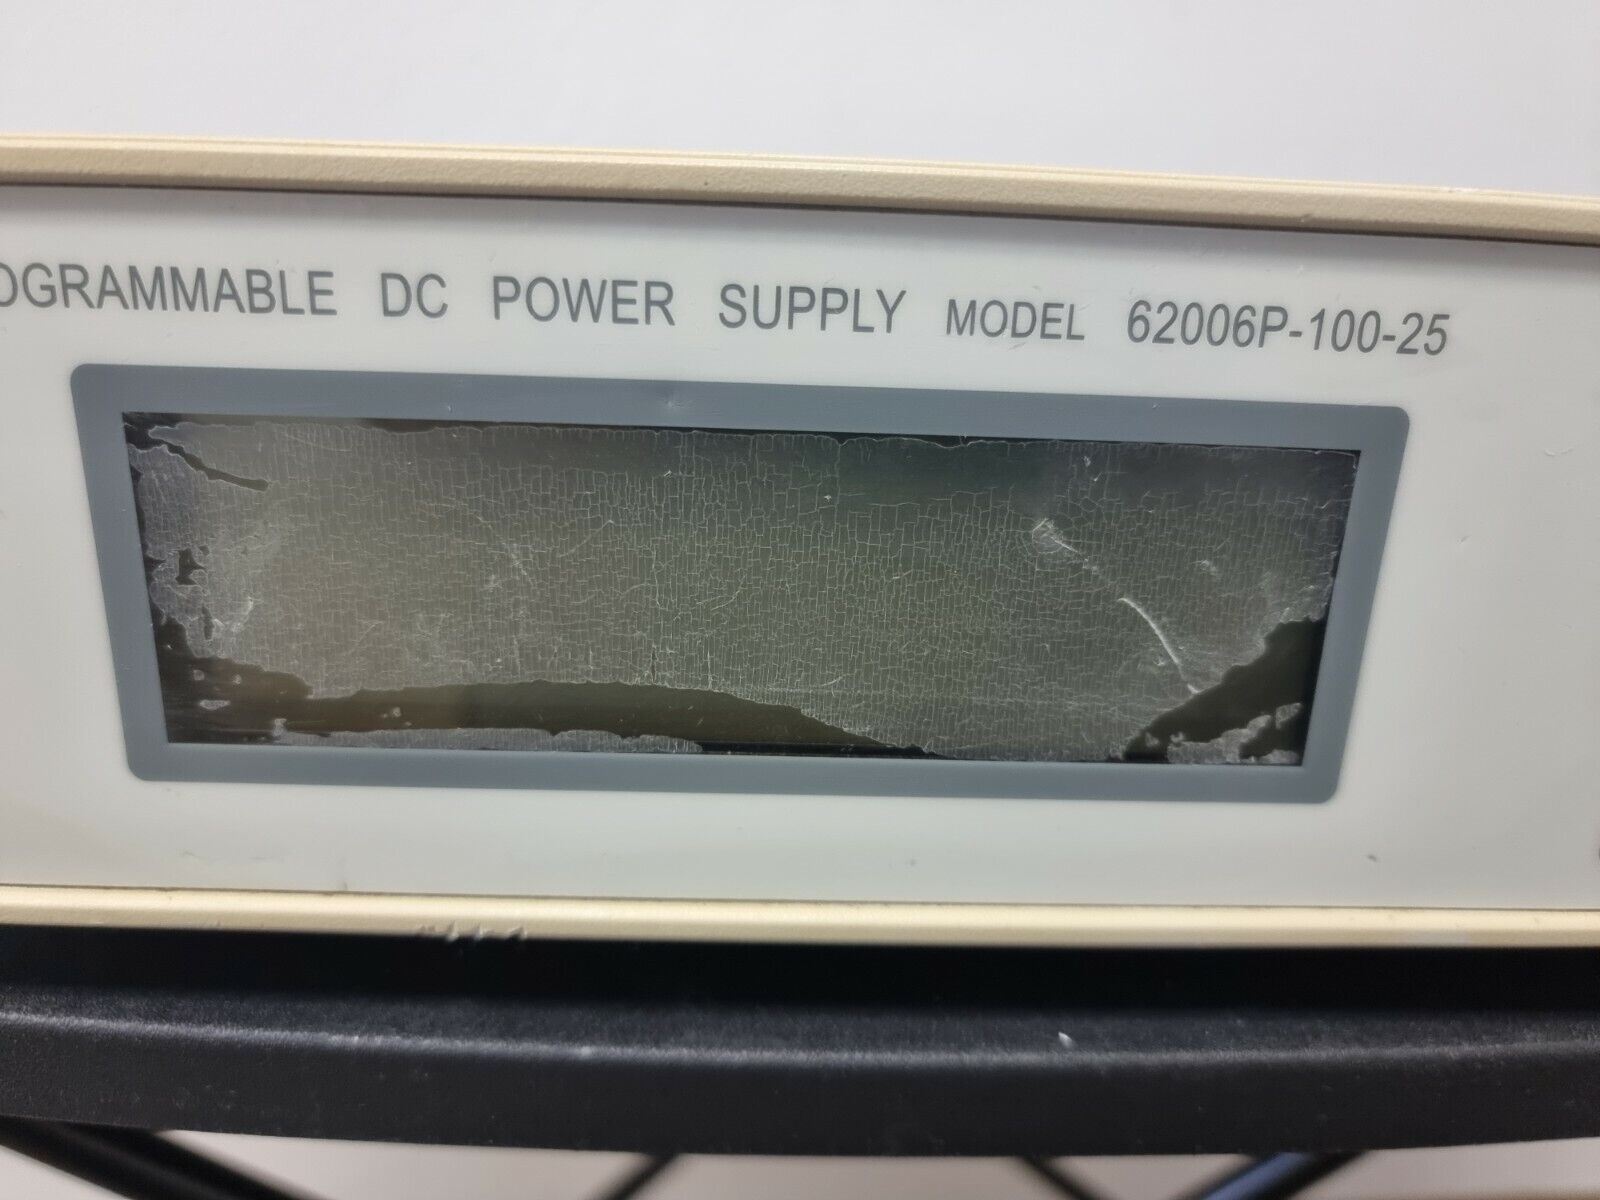 OGRAMMABLE DC POWER SUPPLY MODEL 62006P-100-25